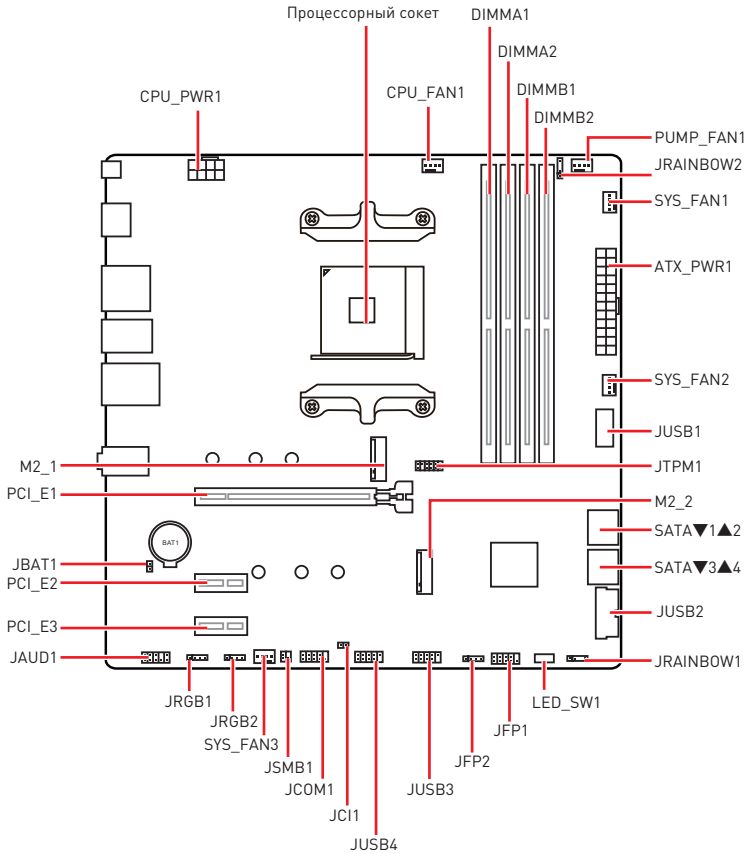 Процессорный сокет
DIMMA1
DIMMA2
CPU_PWR1
CPU_FAN1
DIMMB1
DIMMB2
PUMP_FAN1
JRAINBOW2
SYS_FAN1
ATX_PWR1
SYS_FAN2
JUSB1
M2_1
JTPM1
PCI_E1
M2_2
SATA▼1▲2
BAT1
JBAT1
SATA▼3▲4
PCI_E2
JUSB2
PCI_E3
JAUD1
JRAINBOW1
JRGB1
LED_SW1
JRGB2
JFP1
SYS_FAN3
JFP2
JSMB1
JUSB3
JCOM1
JCI1
JUSB4